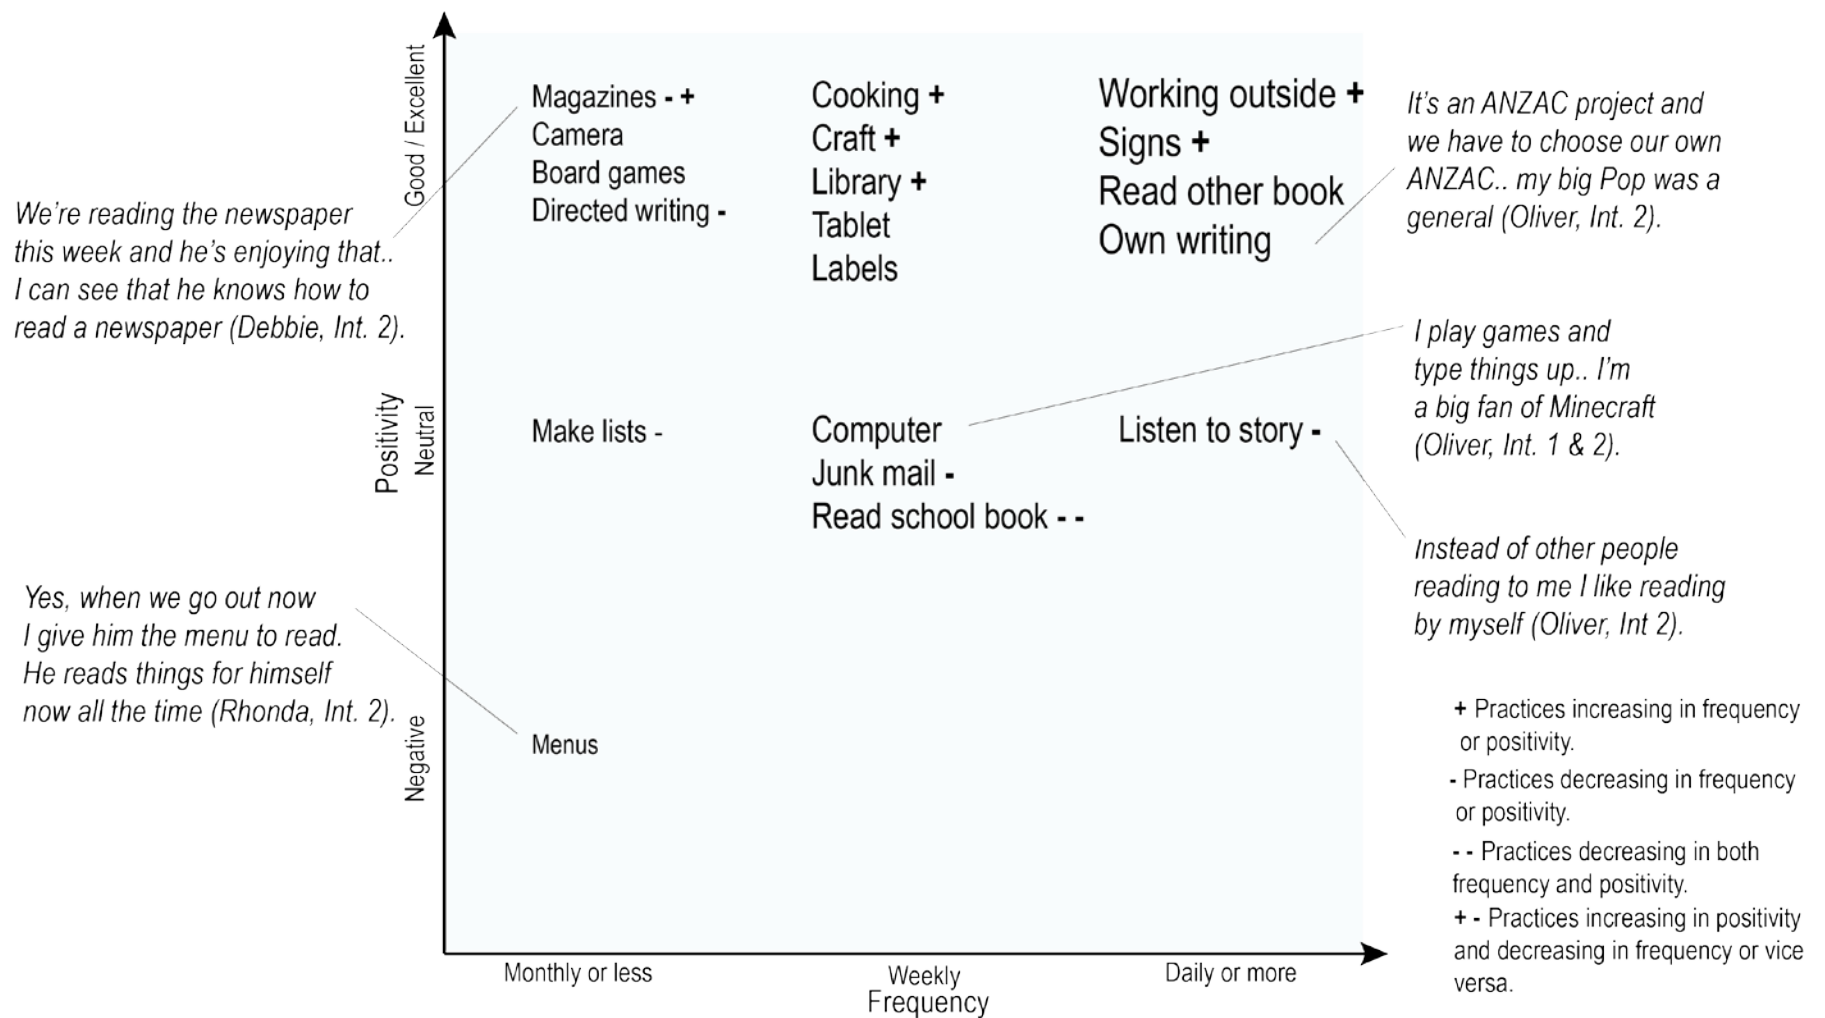 Good / Excellent
Magazines - +
Camera
Board games
Directed writing -
Cooking +
Craft +
Library +
Tablet
Labels
Working outside +
Signs +
Read other book
Own writing
It's an ANZAC project and
we have to choose our own
ANZAC.. my big Pop was a
general (Oliver, Int. 2).
We're reading the newspaper
this week and he's enjoying that..
I can see that he knows how to
read a newspaper (Debbie, Int. 2).
Positivity
Neutral
Make lists -
Computer
Junk mail -
Read school book - -
Listen to story -
I play games and
type things up.. I'm
a big fan of Minecraft
(Oliver, Int. 1 & 2).
Instead of other people
reading to me I like reading
by myself (Oliver, Int 2).
Yes, when we go out now
I give him the menu to read.
He reads things for himself
now all the time (Rhonda, Int. 2).
Negative
Menus
+ Practices increasing in frequency
or positivity.
- Practices decreasing in frequency
or positivity.
- - Practices decreasing in both
frequency and positivity.
+ - Practices increasing in positivity
and decreasing in frequency or vice
versa.
Monthly or less
Weekly
Daily or more
Frequency